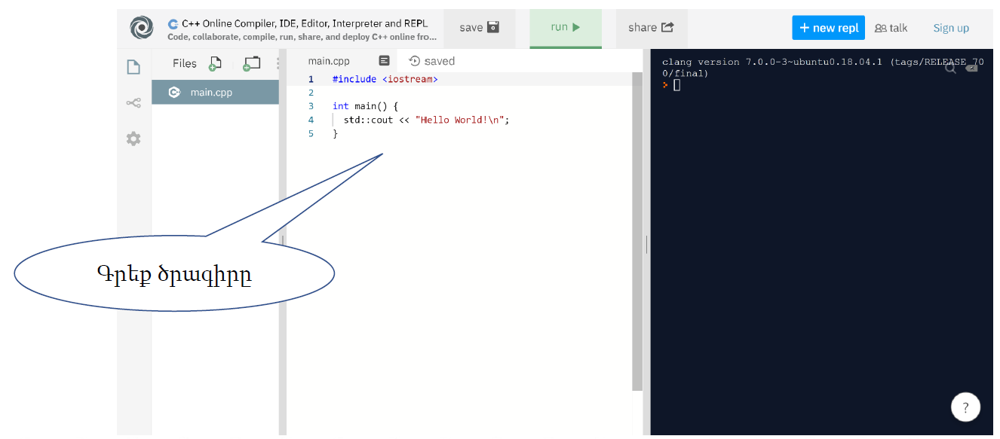 C++ Online Compiler, IDE, Editor, Interpreter and REPL
Code, collaborate, compile, run, share, and deploy C++ online fro...
save
run
share
+ new repl
talk
Sign up
Files
main.cpp
main.cpp
saved
1 #include <iostream>
2
3 int main() {
4 std::cout << "Hello World!\n";
5 }
clang version 7.0.0-3~ubuntu0.18.04.1 (tags/RELEASE_70
0/final)
Գրեք ծրագիրը
?